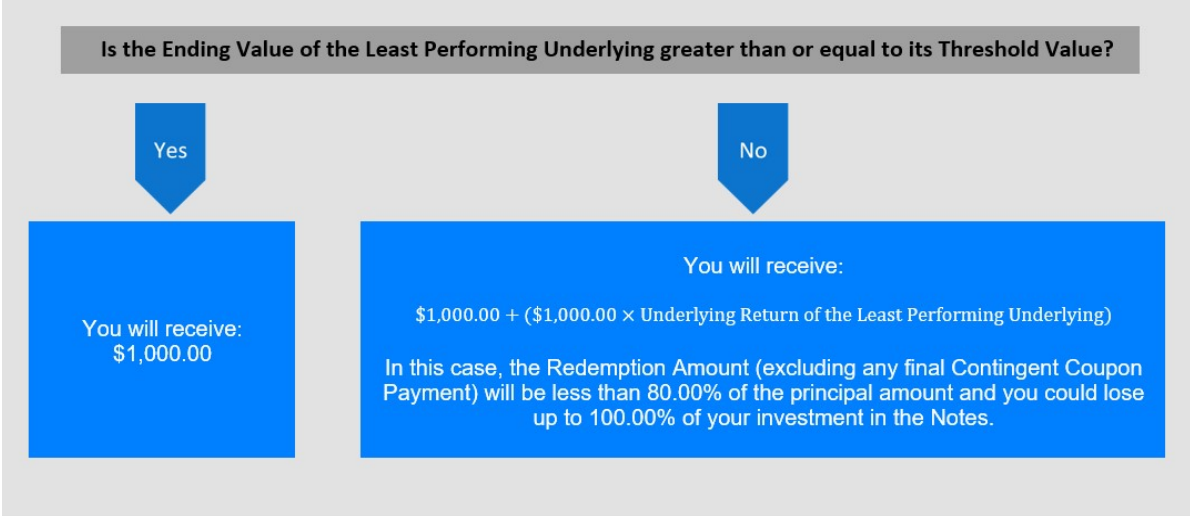 Is the Ending Value of the Least Performing Underlying greater than or equal to its Threshold Value?
Yes
No
You will receive:
$1,000.00
You will receive:
$1,000.00 + ($1,000.00 × Underlying Return of the Least Performing Underlying)
In this case, the Redemption Amount (excluding any final Contingent Coupon
Payment) will be less than 80.00% of the principal amount and you could lose
up to 100.00% of your investment in the Notes.